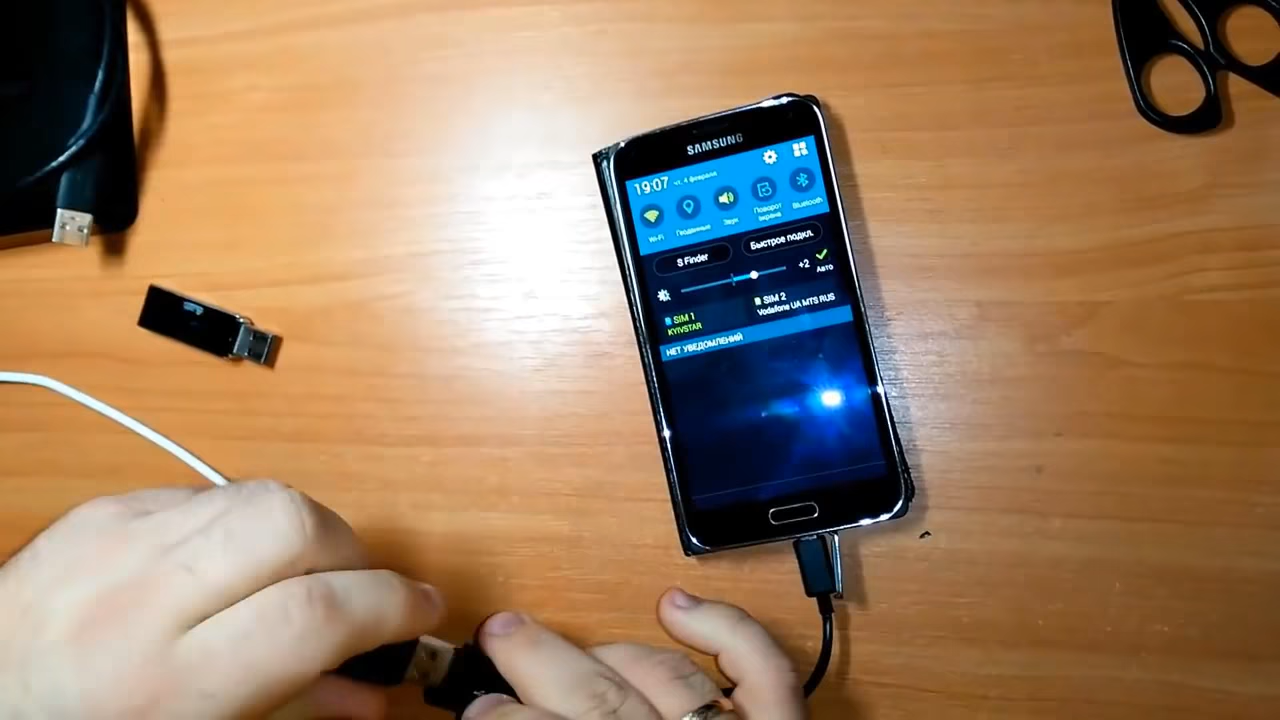 SAMSUNG
19:07 чт, 4 февраля
Wi-Fi
Геоданные
Звук
Поворот экрана
Bluetooth
S Finder
Быстрое подкл.
+2
Авто
SIM 1
KYIVSTAR
SIM 2
Vodafone UA MTS RUS
НЕТ УВЕДОМЛЕНИЙ